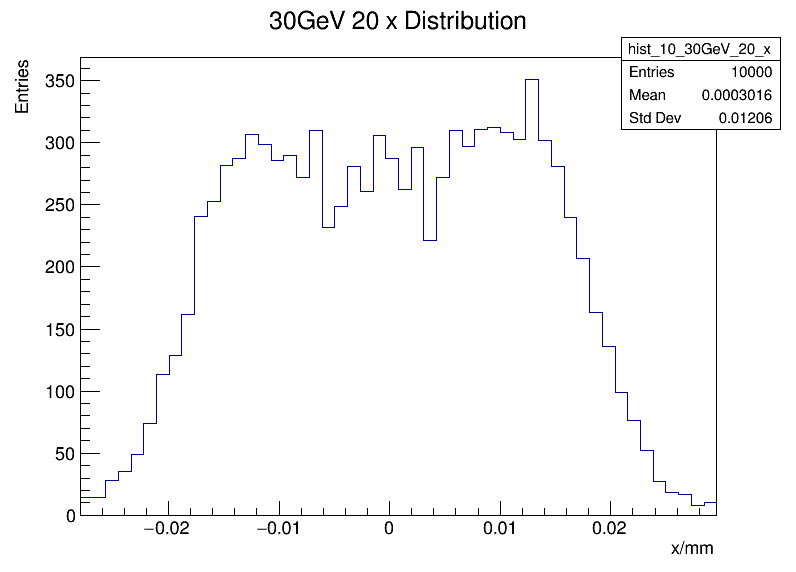 30GeV 20 x Distribution
hist_10_30GeV_20_x
Entries 10000
Mean 0.0003016
Std Dev 0.01206
Entries
350
300
250
200
150
100
50
0
−0.02 −0.01 0 0.01 0.02
x/mm